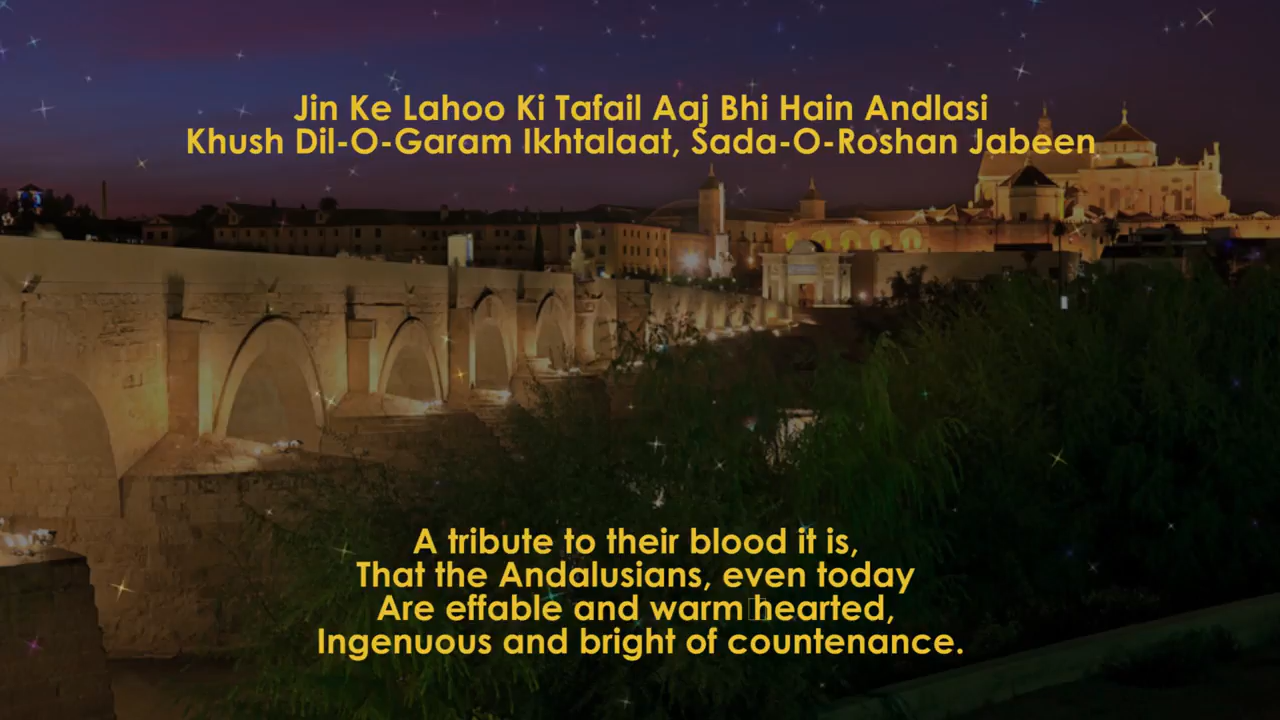 Jin Ke Lahoo Ki Tafail Aaj Bhi Hain Andlasi
Khush Dil-O-Garam Ikhtalaat, Sada-O-Roshan Jabeen
A tribute to their blood it is,
That the Andalusians, even today
Are effable and warm hearted,
Ingenuous and bright of countenance.